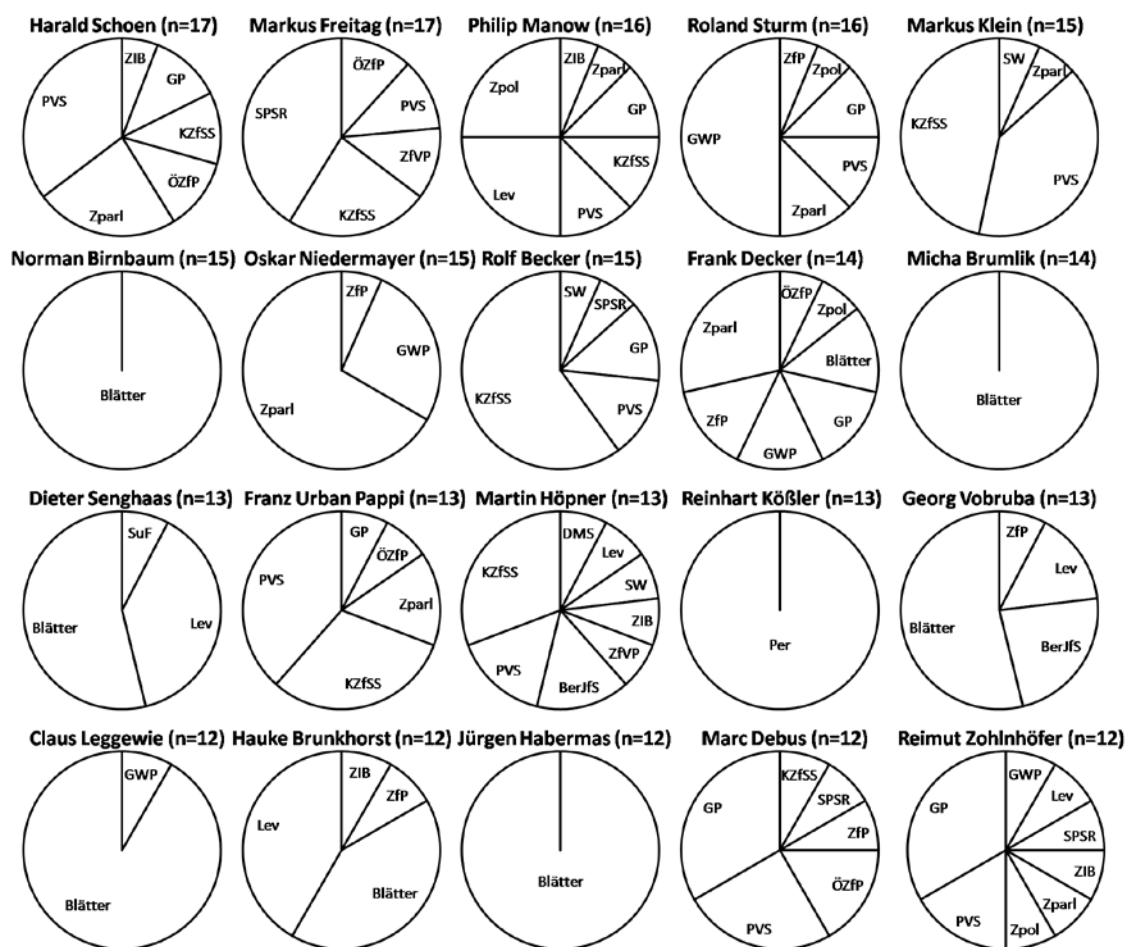 Harald Schoen (n=17) Markus Freitag (n=17) Philip Manow (n=16) Roland Sturm (n=16) Markus Klein (n=15)
ZIB
GP
KZfSS
ÖZfP
Zparl
PVS
ÖZfP
PVS
ZfVP
KZfSS
SPSR
ZIB
Zparl
GP
KZfSS
PVS
Lev
Zpol
ZfP
Zpol
GP
PVS
Zparl
GWP
SW
Zparl
PVS
KZfSS
Norman Birnbaum (n=15) Oskar Niedermayer (n=15) Rolf Becker (n=15) Frank Decker (n=14) Micha Brumlik (n=14)
Blätter
ZfP
GWP
Zparl
SW
SPSR
GP
PVS
KZfSS
ÖZfP
Zpol
Blätter
GP
GWP
ZfP
Zparl
Blätter
Dieter Senghaas (n=13) Franz Urban Pappi (n=13) Martin Höpner (n=13) Reinhart Kößler (n=13) Georg Vobruba (n=13)
SuF
Lev
Blätter
GP
ÖZfP
Zparl
KZfSS
PVS
DMS
Lev
SW
ZIB
ZfVP
BerJfS
PVS
KZfSS
Per
ZfP
Lev
BerJfS
Blätter
Claus Leggewie (n=12) Hauke Brunkhorst (n=12) Jürgen Habermas (n=12) Marc Debus (n=12) Reimut Zohlnhöfer (n=12)
GWP
Blätter
ZIB
ZfP
Blätter
Lev
Blätter
KZfSS
SPSR
ZfP
ÖZfP
PVS
GP
GWP
Lev
SPSR
ZIB
Zparl
Zpol
PVS
GP